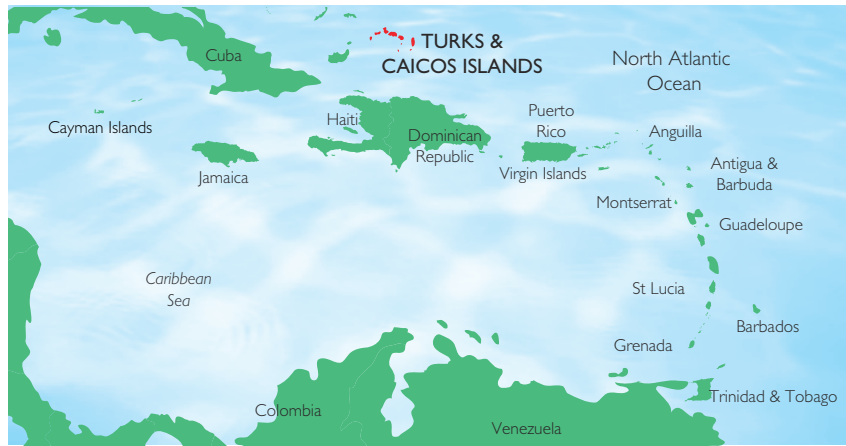 TURKS &
CAICOS ISLANDS
Cuba
North Atlantic
Ocean
Cayman Islands
Haiti
Dominican
Republic
Puerto
Rico
Anguilla
Jamaica
Virgin Islands
Antigua &
Barbuda
Montserrat
Guadeloupe
Caribbean
Sea
St Lucia
Barbados
Grenada
Trinidad & Tobago
Colombia
Venezuela